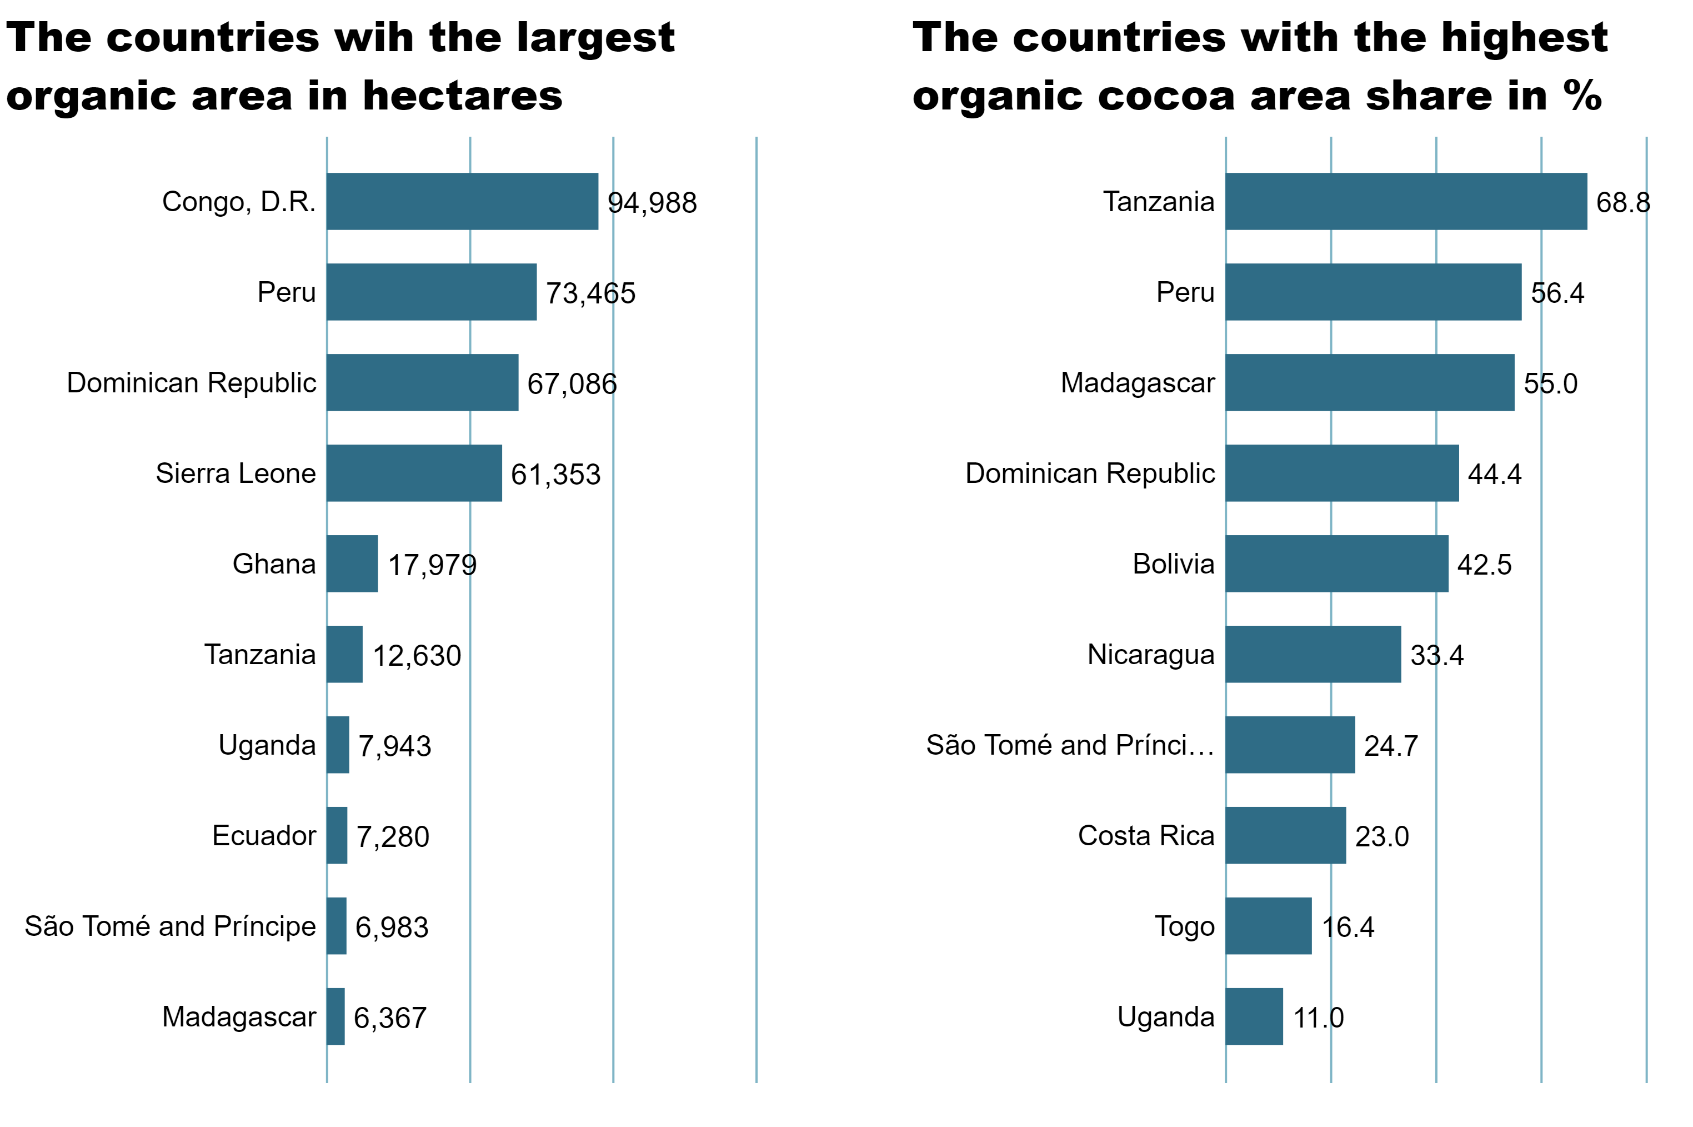 The countries wih the largest
organic area in hectares
Congo, D.R. 94,988
Peru 73,465
Dominican Republic 67,086
Sierra Leone 61,353
Ghana 17,979
Tanzania 12,630
Uganda 7,943
Ecuador 7,280
São Tomé and Príncipe 6,983
Madagascar 6,367
The countries with the highest
organic cocoa area share in %
Tanzania 68.8
Peru 56.4
Madagascar 55.0
Dominican Republic 44.4
Bolivia 42.5
Nicaragua 33.4
São Tomé and Prínci… 24.7
Costa Rica 23.0
Togo 16.4
Uganda 11.0